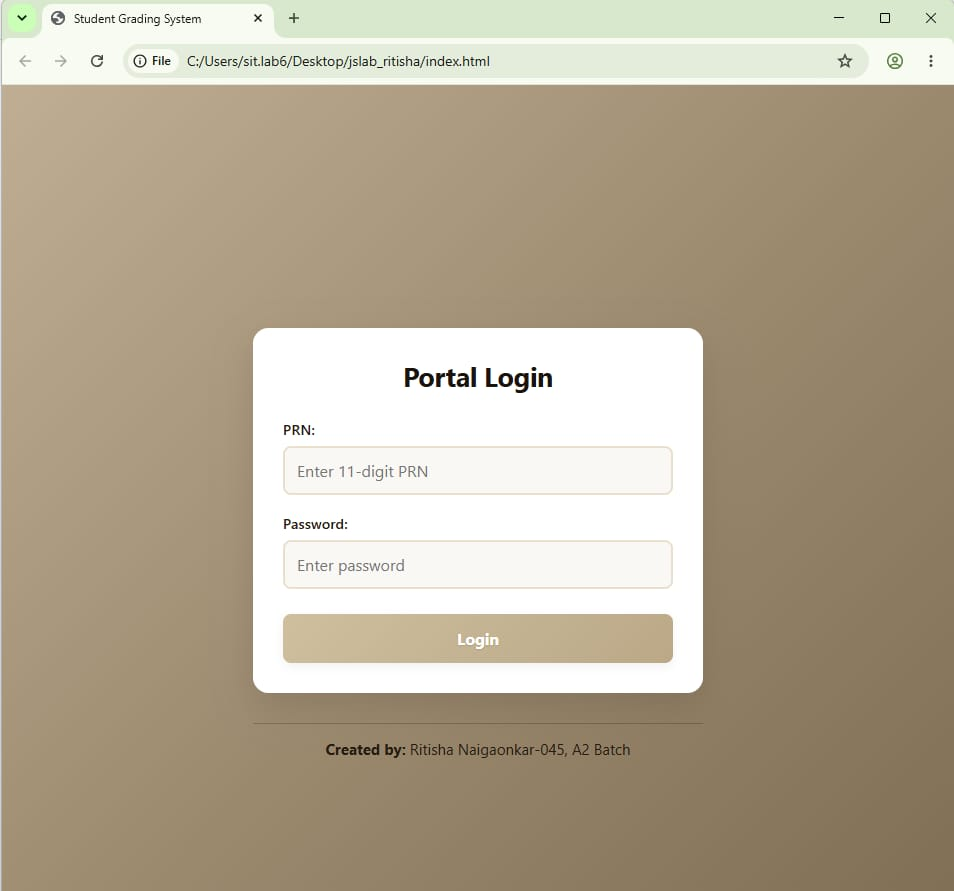 Student Grading System
File C:/Users/sit.lab6/Desktop/jslab_ritisha/index.html
Portal Login
PRN:
Enter 11-digit PRN
Password:
Enter password
Login
Created by: Ritisha Naigaonkar-045, A2 Batch